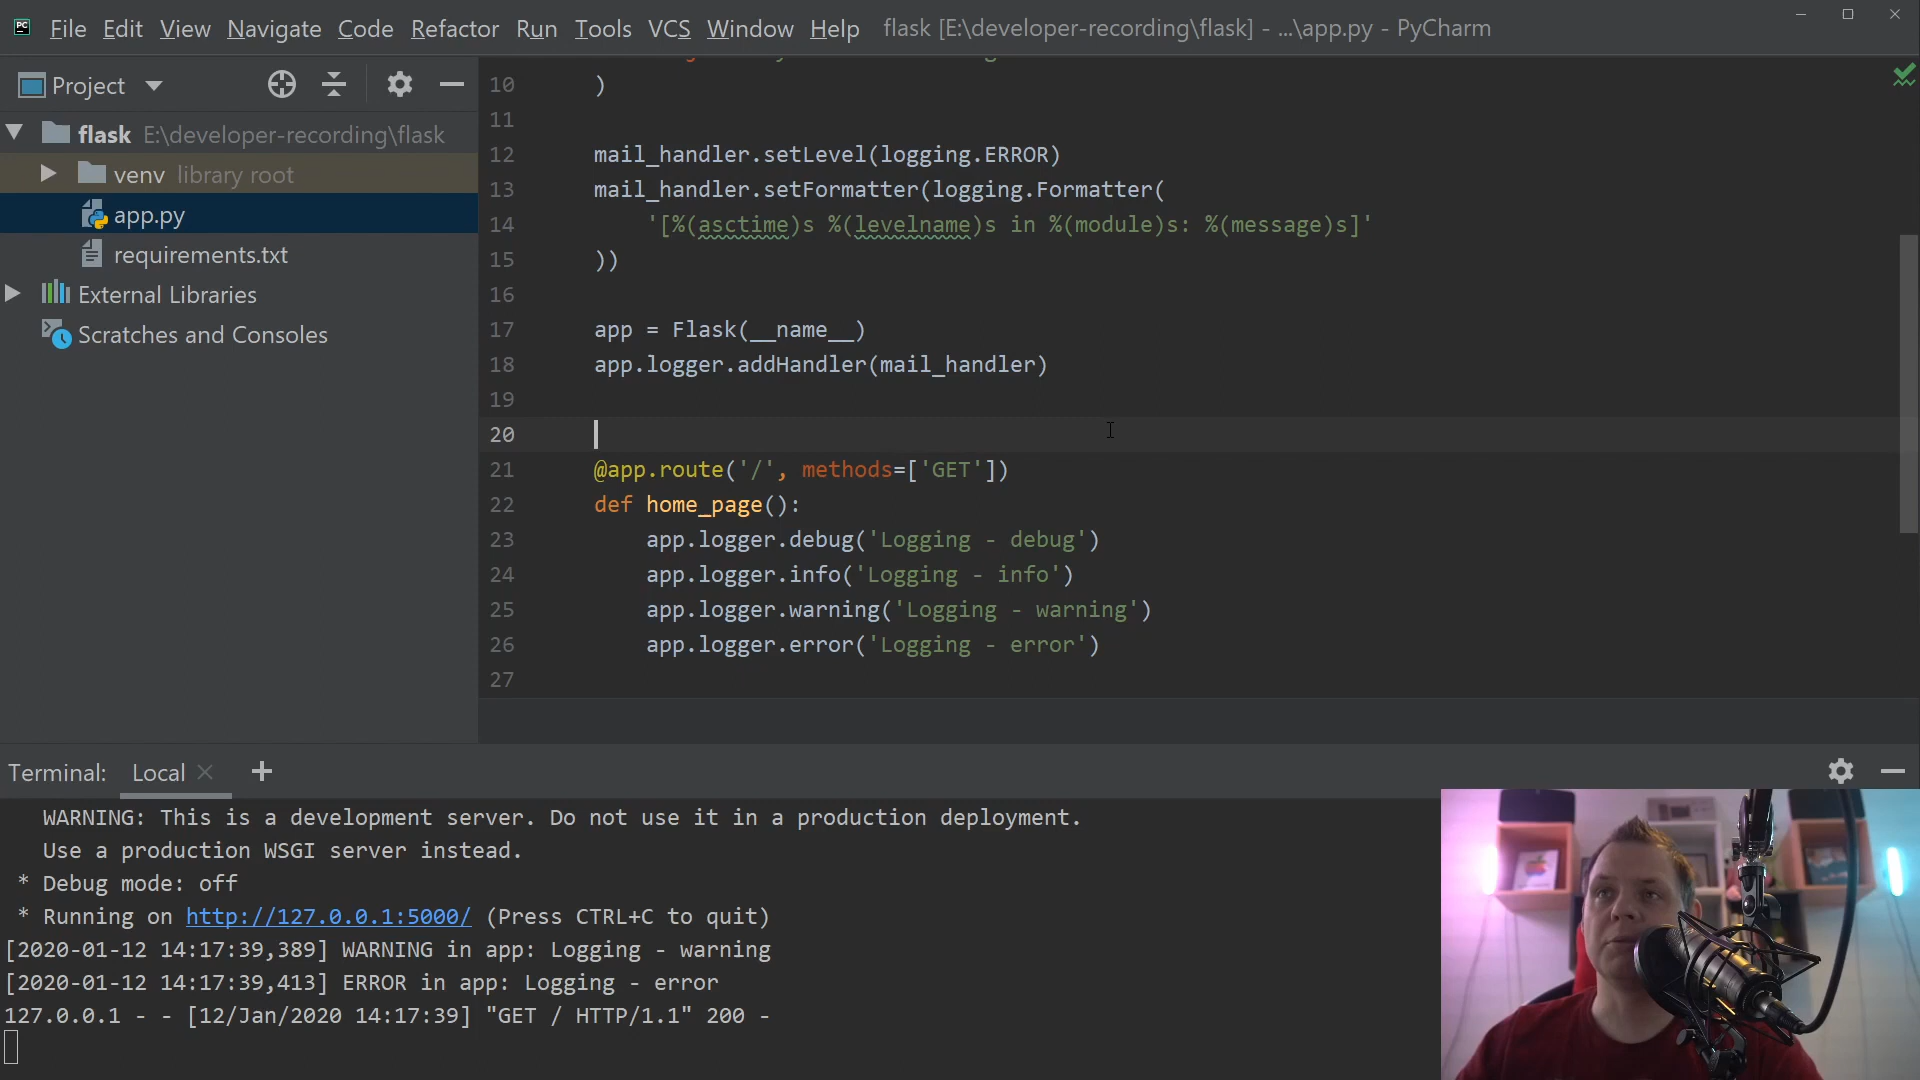 File Edit View Navigate Code Refactor Run Tools VCS Window Help flask [E:\developer-recording\flask] - ...\app.py - PyCharm
Project
flask E:\developer-recording\flask
venv library root
app.py
requirements.txt
External Libraries
Scratches and Consoles
10 )
11
12 mail_handler.setLevel(logging.ERROR)
13 mail_handler.setFormatter(logging.Formatter(
14 '[%(asctime)s %(levelname)s in %(module)s: %(message)s]'
15 ))
16
17 app = Flask(__name__)
18 app.logger.addHandler(mail_handler)
19
20
21 @app.route('/', methods=['GET'])
22 def home_page():
23 app.logger.debug('Logging - debug')
24 app.logger.info('Logging - info')
25 app.logger.warning('Logging - warning')
26 app.logger.error('Logging - error')
27
Terminal: Local
WARNING: This is a development server. Do not use it in a production deployment.
Use a production WSGI server instead.
* Debug mode: off
* Running on http://127.0.0.1:5000/ (Press CTRL+C to quit)
[2020-01-12 14:17:39,389] WARNING in app: Logging - warning
[2020-01-12 14:17:39,413] ERROR in app: Logging - error
127.0.0.1 - - [12/Jan/2020 14:17:39] "GET / HTTP/1.1" 200 -